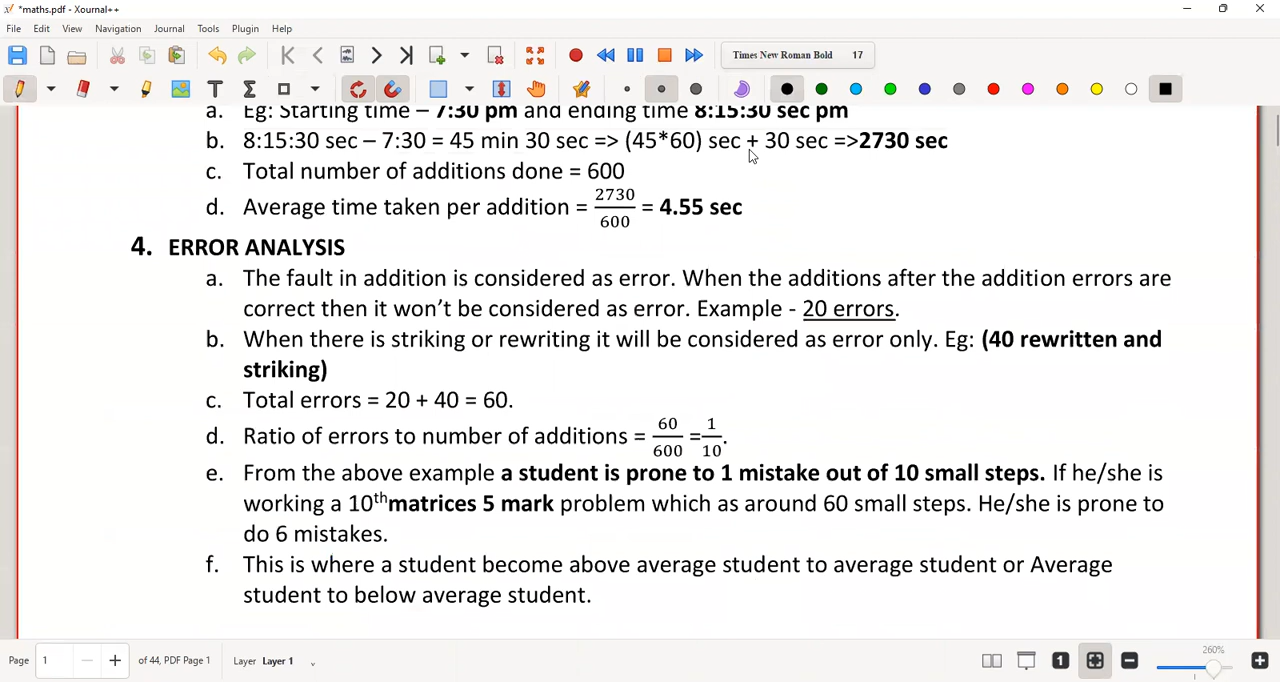 *maths.pdf - Xournal++
File Edit View Navigation Journal Tools Plugin Help
Times New Roman Bold 17
a. Eg: Starting time – 7:30 pm and ending time 8:15:30 sec pm
b. 8:15:30 sec – 7:30 = 45 min 30 sec => (45*60) sec + 30 sec =>2730 sec
c. Total number of additions done = 600
d. Average time taken per addition = 2730/600 = 4.55 sec
4. ERROR ANALYSIS
a. The fault in addition is considered as error. When the additions after the addition errors are
correct then it won't be considered as error. Example - 20 errors.
b. When there is striking or rewriting it will be considered as error only. Eg: (40 rewritten and
striking)
c. Total errors = 20 + 40 = 60.
d. Ratio of errors to number of additions = 60/600 =1/10.
e. From the above example a student is prone to 1 mistake out of 10 small steps. If he/she is
working a 10th matrices 5 mark problem which as around 60 small steps. He/she is prone to
do 6 mistakes.
f. This is where a student become above average student to average student or Average
student to below average student.
Page 1 of 44, PDF Page 1 Layer Layer 1 1 260%